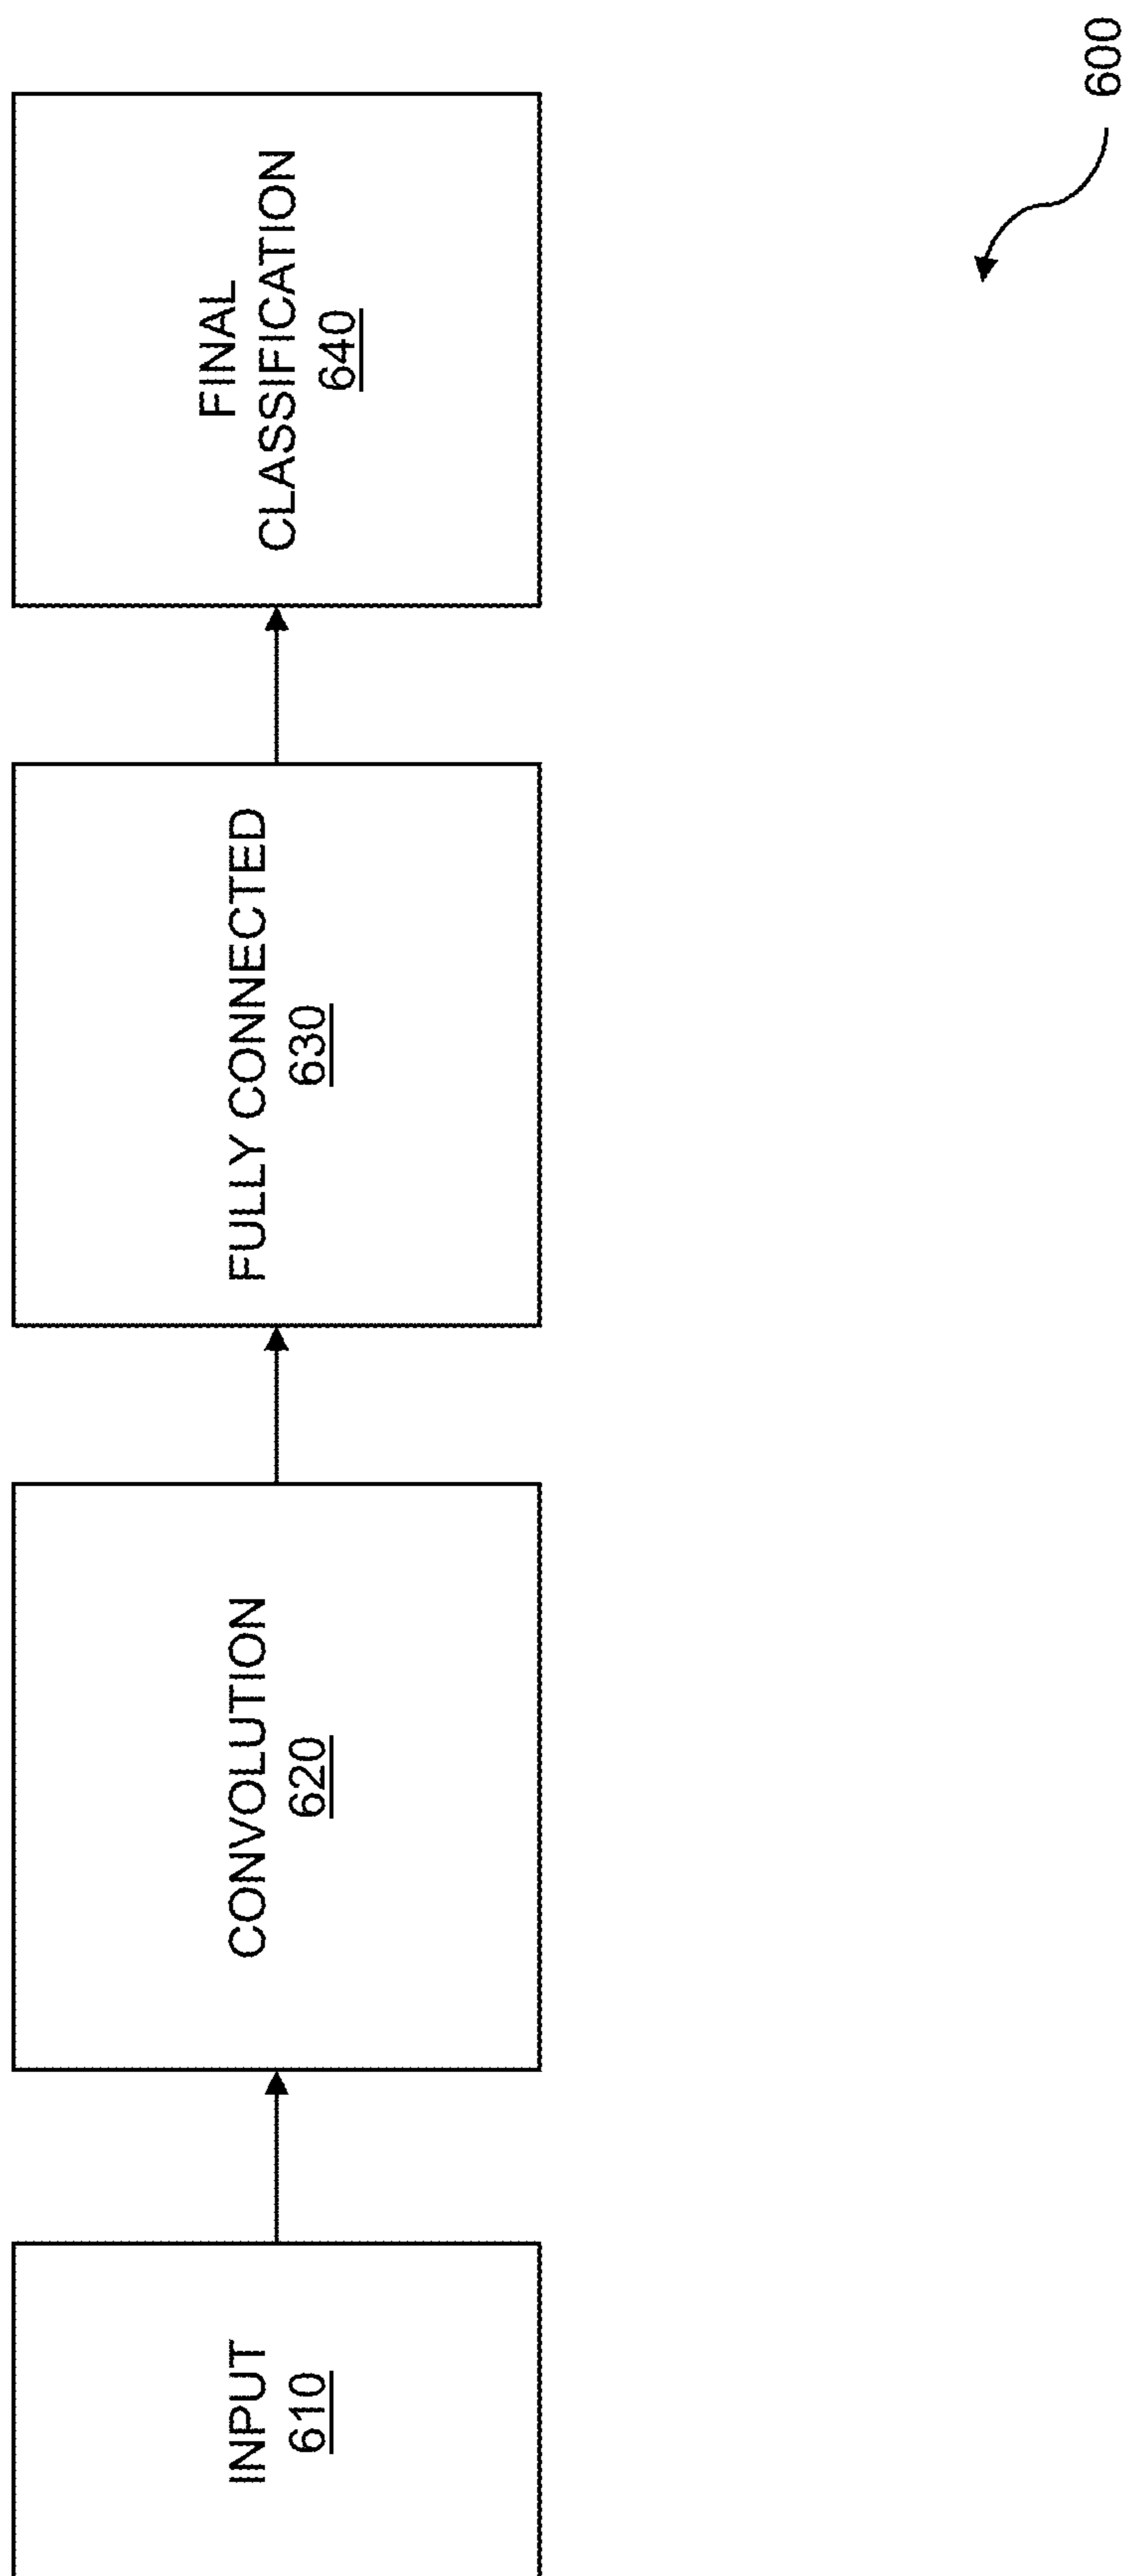 INPUT
610
CONVOLUTION
620
FULLY CONNECTED
630
FINAL
CLASSIFICATION
640
600